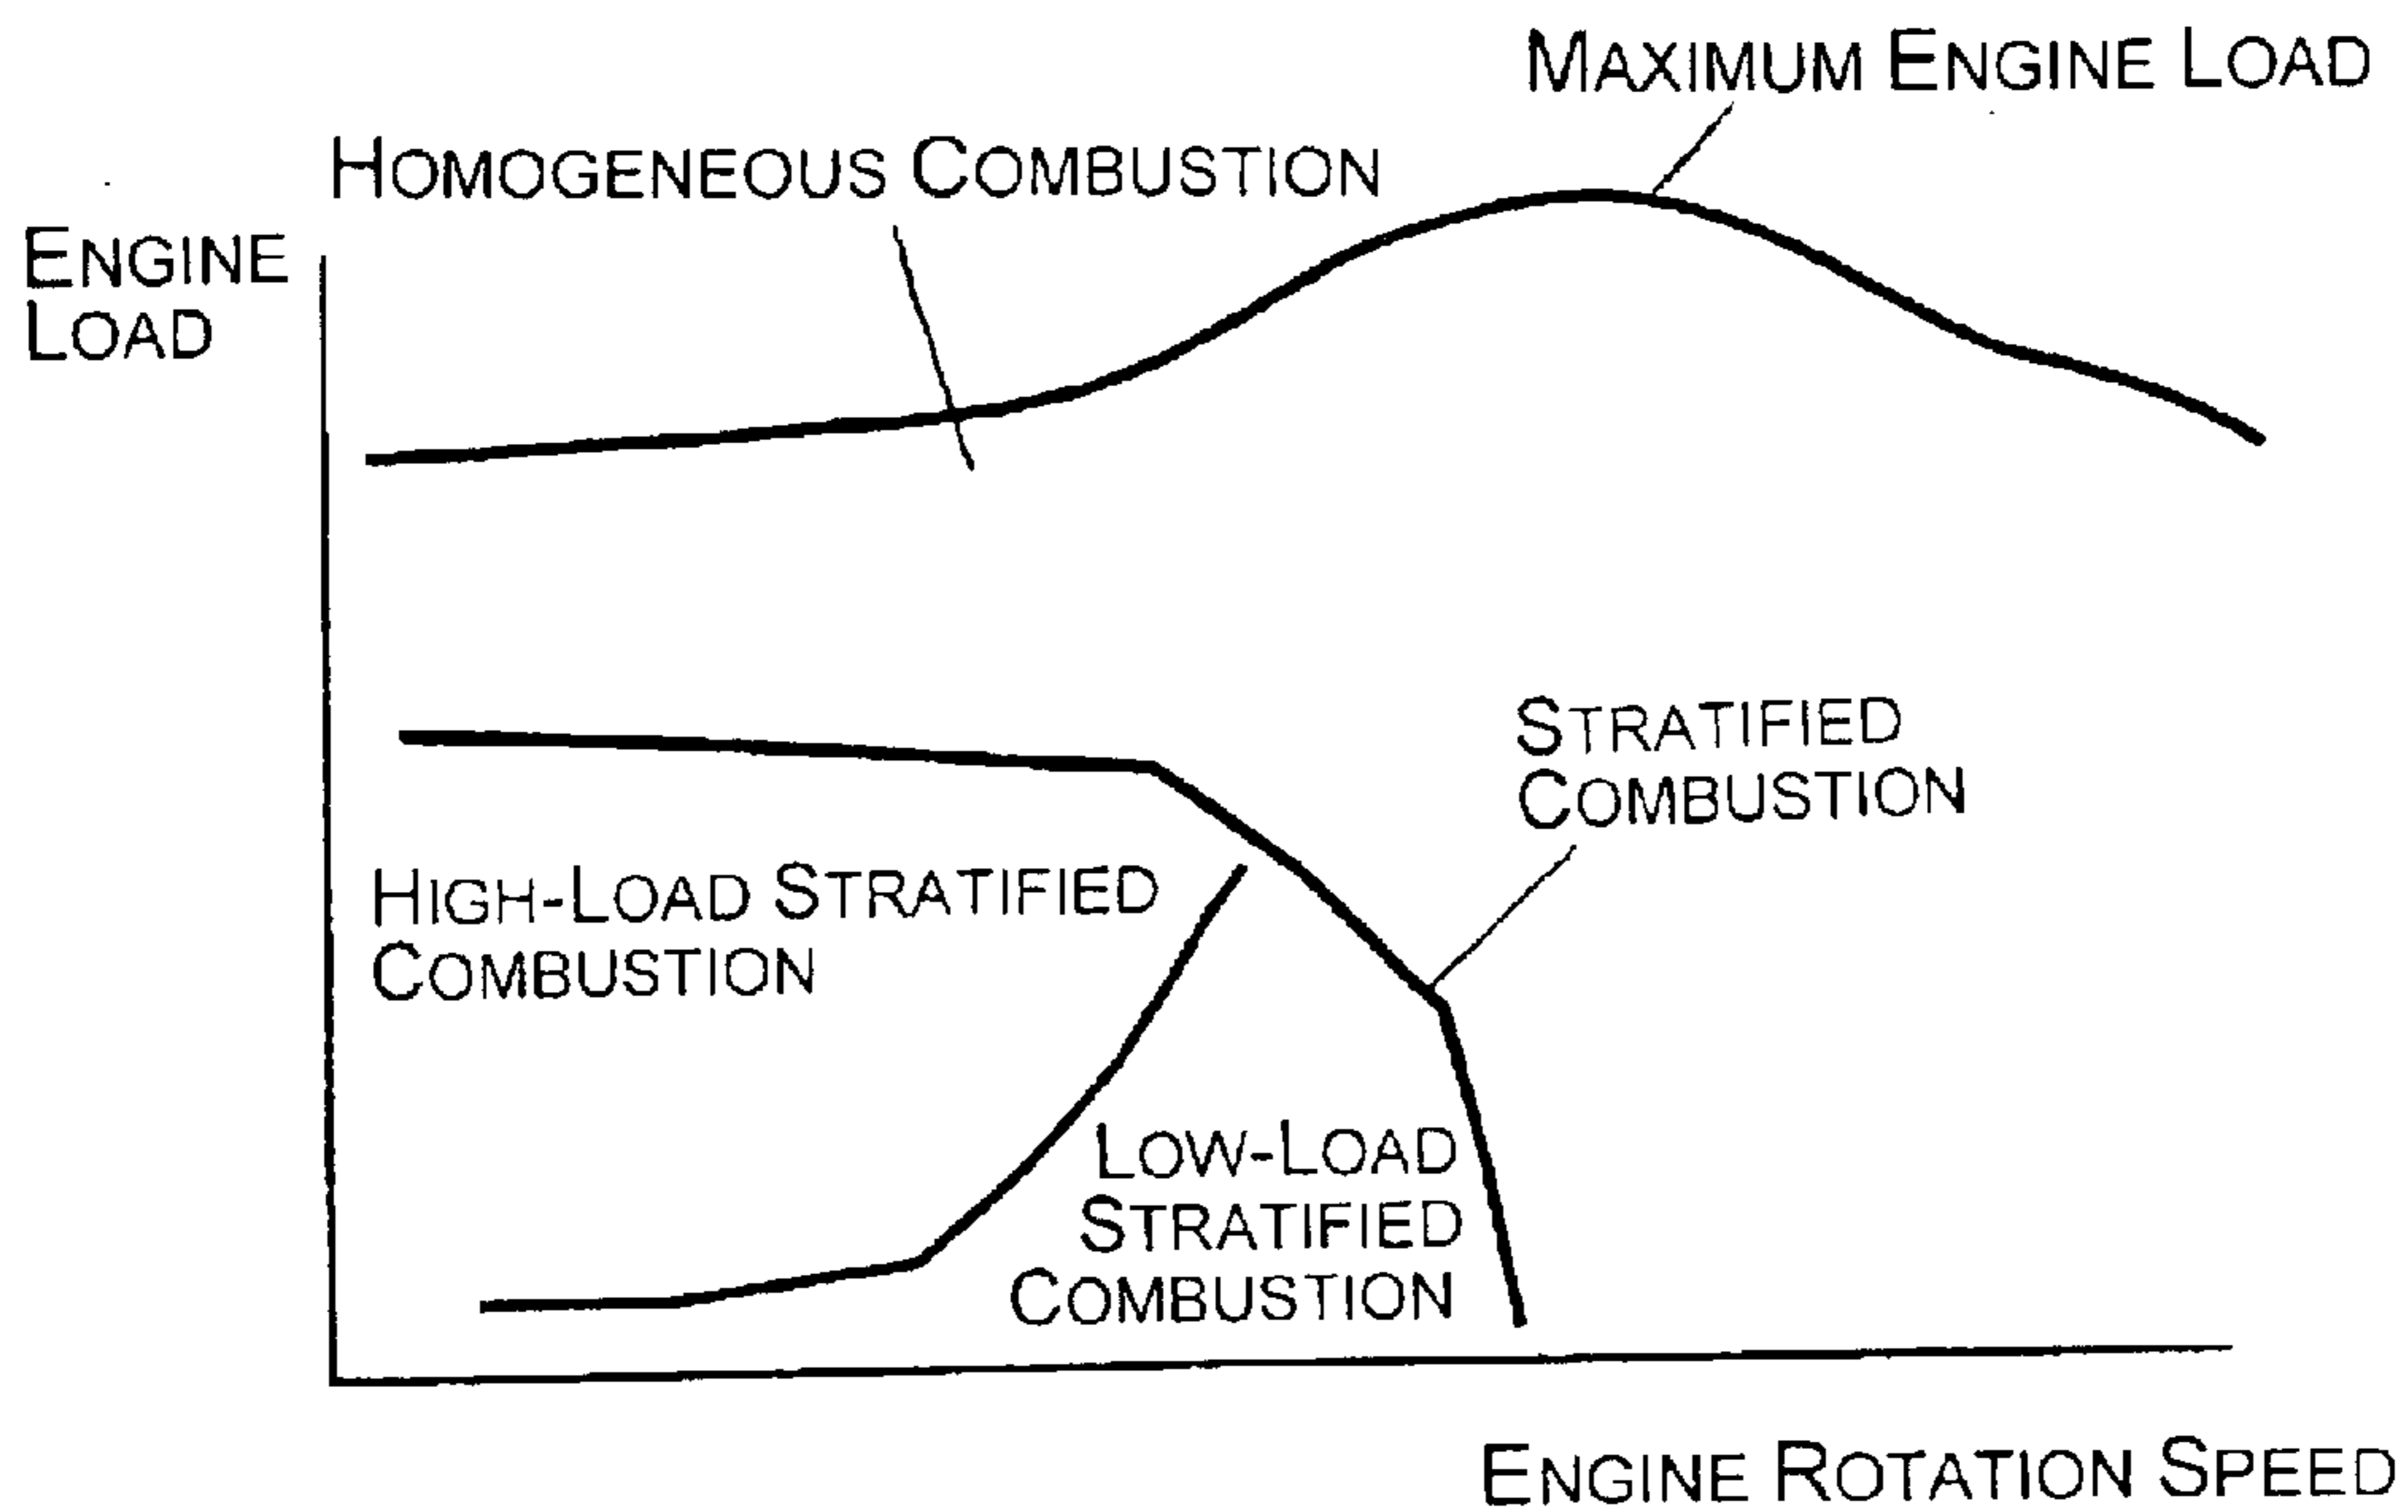 MAXIMUM ENGINE LOAD
HOMOGENEOUS COMBUSTION
ENGINE
LOAD
STRATIFIED
COMBUSTION
HIGH-LOAD STRATIFIED
COMBUSTION
LOW-LOAD
STRATIFIED
COMBUSTION
ENGINE ROTATION SPEED